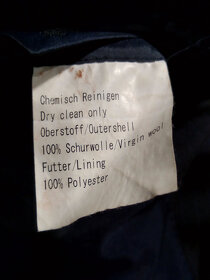 Chemisch Reinigen
Dry clean only
Oberstoff/Outershell
100% Schurwolle/Virgin wool
Futter/Lining
100% Polyester